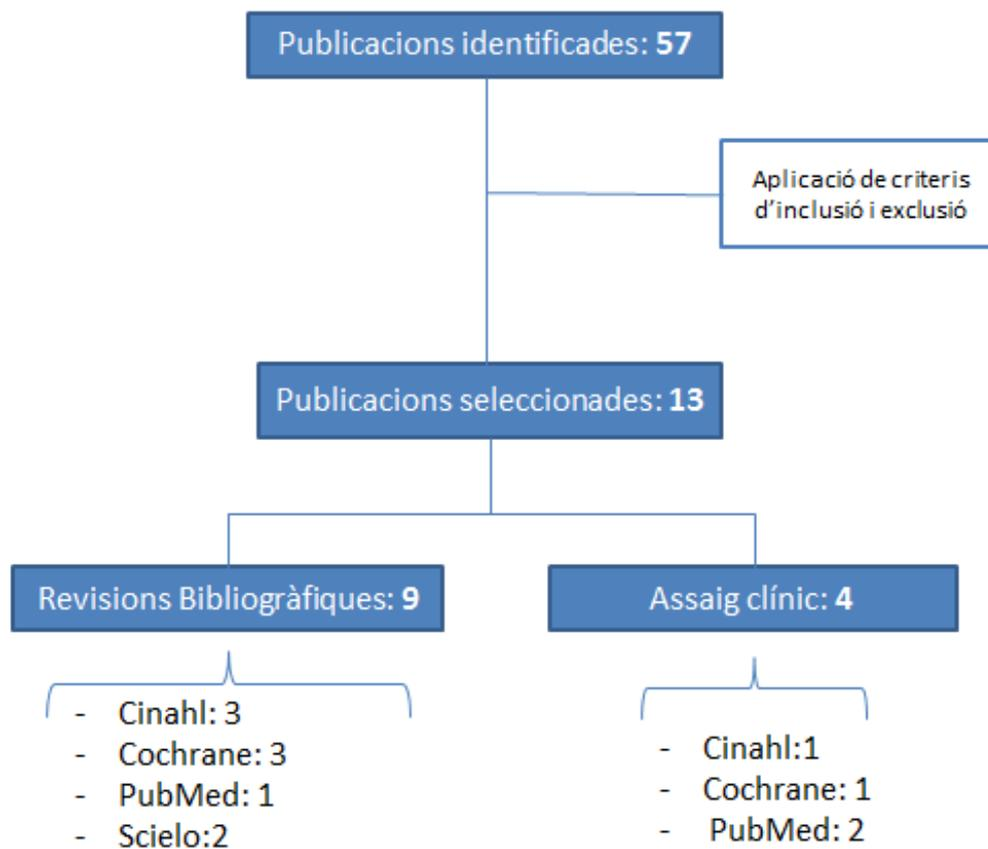 Publicacions identificades: 57
Aplicació de criteris
d'inclusió i exclusió
Publicacions seleccionades: 13
Revisions Bibliogràfiques: 9
Assaig clínic: 4
- Cinahl: 3
- Cochrane: 3
- PubMed: 1
- Scielo:2
- Cinahl:1
- Cochrane: 1
- PubMed: 2